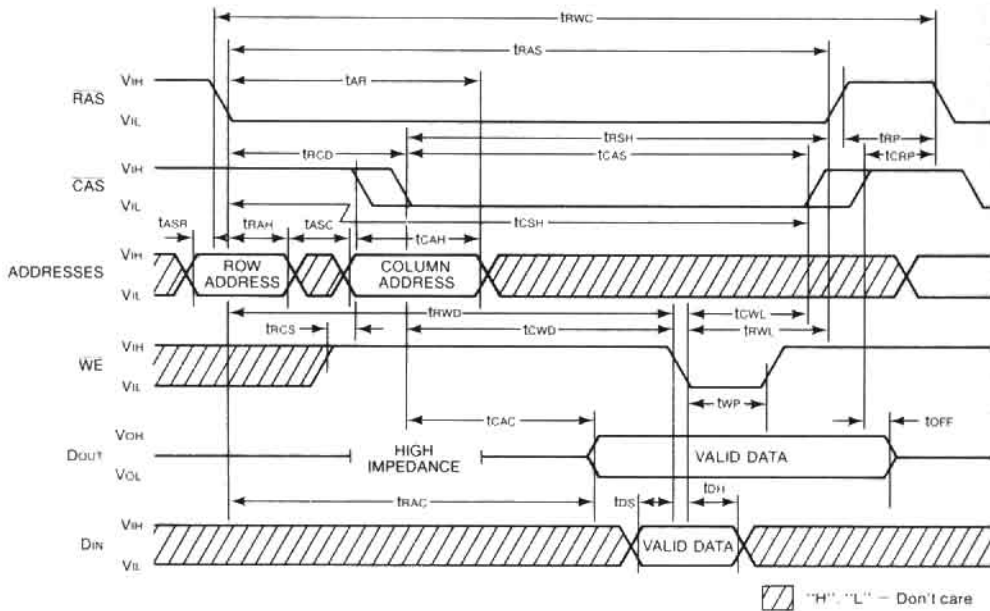 tRWC
tRAS
tAR
RAS
VIH
VIL
tRSH
tRP
tRCD
tCAS
tCRP
CAS
VIH
VIL
tCSH
tASR
tRAH
tASC
tCAH
ADDRESSES
VIH
VIL
ROW
ADDRESS
COLUMN
ADDRESS
tRWD
tCWL
tRCS
tCWD
tRWL
WE
VIH
VIL
tWP
tCAC
tOFF
DOUT
VOH
VOL
HIGH
IMPEDANCE
VALID DATA
tRAC
tDS
tDH
DIN
VIH
VIL
VALID DATA
"H", "L" — Don't care